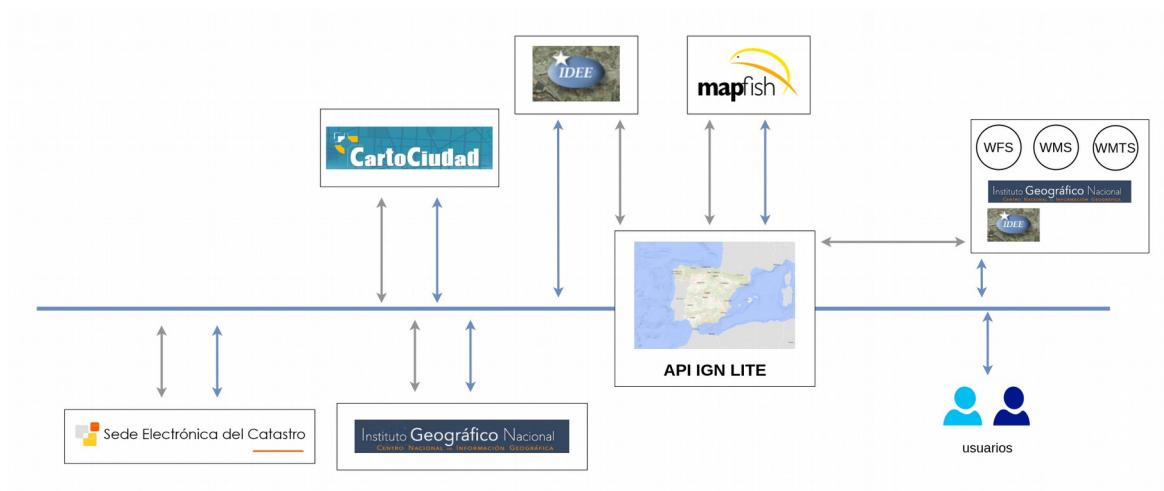 IDEE
mapfish
CartoCiudad
WFS WMS WMTS
Instituto Geográfico Nacional
CENTRO NACIONAL DE INFORMACIÓN GEOGRÁFICA
IDEE
API IGN LITE
Sede Electrónica del Catastro
Instituto Geográfico Nacional
CENTRO NACIONAL DE INFORMACIÓN GEOGRÁFICA
usuarios